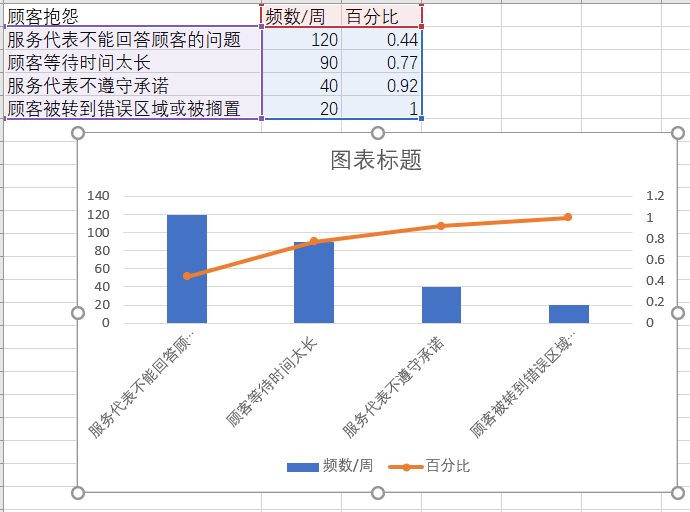 顾客抱怨 频数/周 百分比
服务代表不能回答顾客的问题 120 0.44
顾客等待时间太长 90 0.77
服务代表不遵守承诺 40 0.92
顾客被转到错误区域或被搁置 20 1
图表标题
140 1.2
120 1
100 0.8
80 0.6
60 0.4
40 0.2
20 0
0
服务代表不能回答顾… 顾客等待时间太长 服务代表不遵守承诺 顾客被转到错误区域…
频数/周 百分比